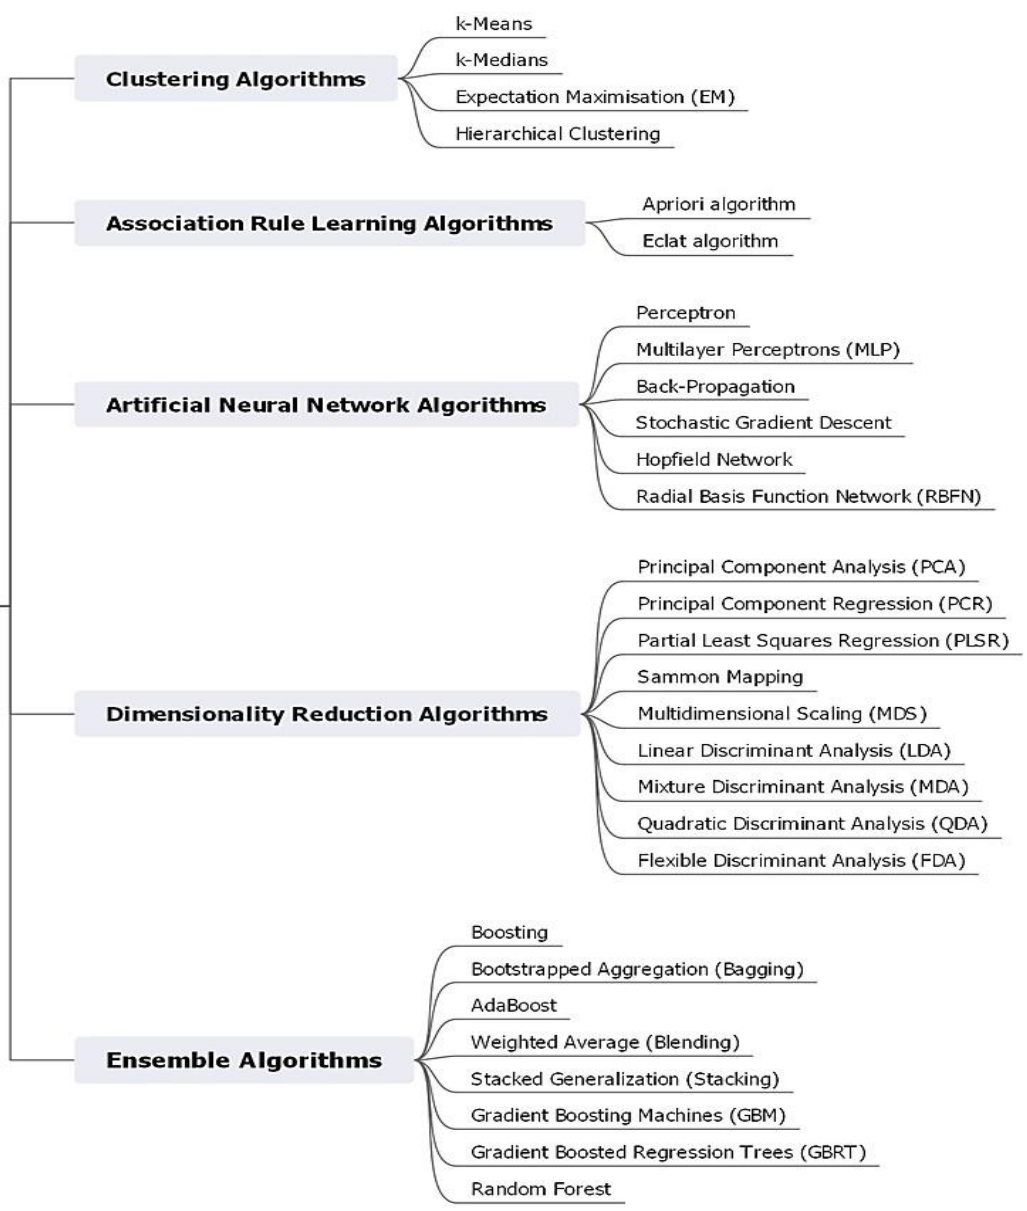 Clustering Algorithms
k-Means
k-Medians
Expectation Maximisation (EM)
Hierarchical Clustering
Association Rule Learning Algorithms
Apriori algorithm
Eclat algorithm
Artificial Neural Network Algorithms
Perceptron
Multilayer Perceptrons (MLP)
Back-Propagation
Stochastic Gradient Descent
Hopfield Network
Radial Basis Function Network (RBFN)
Dimensionality Reduction Algorithms
Principal Component Analysis (PCA)
Principal Component Regression (PCR)
Partial Least Squares Regression (PLSR)
Sammon Mapping
Multidimensional Scaling (MDS)
Linear Discriminant Analysis (LDA)
Mixture Discriminant Analysis (MDA)
Quadratic Discriminant Analysis (QDA)
Flexible Discriminant Analysis (FDA)
Ensemble Algorithms
Boosting
Bootstrapped Aggregation (Bagging)
AdaBoost
Weighted Average (Blending)
Stacked Generalization (Stacking)
Gradient Boosting Machines (GBM)
Gradient Boosted Regression Trees (GBRT)
Random Forest